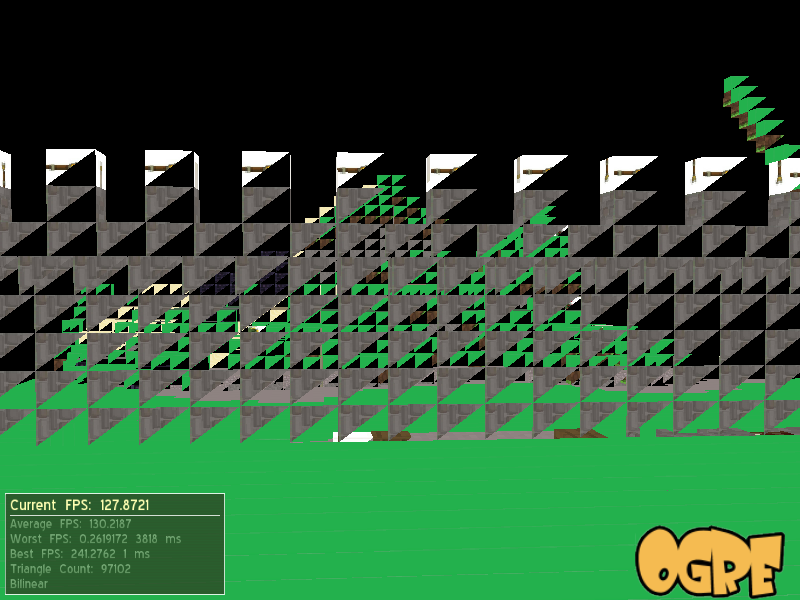 Current FPS: 127.8721
Average FPS: 130.2187
Worst FPS: 0.2619172 3818 ms
Best FPS: 241.2762 1 ms
Triangle Count: 97102
Bilinear
OGRE